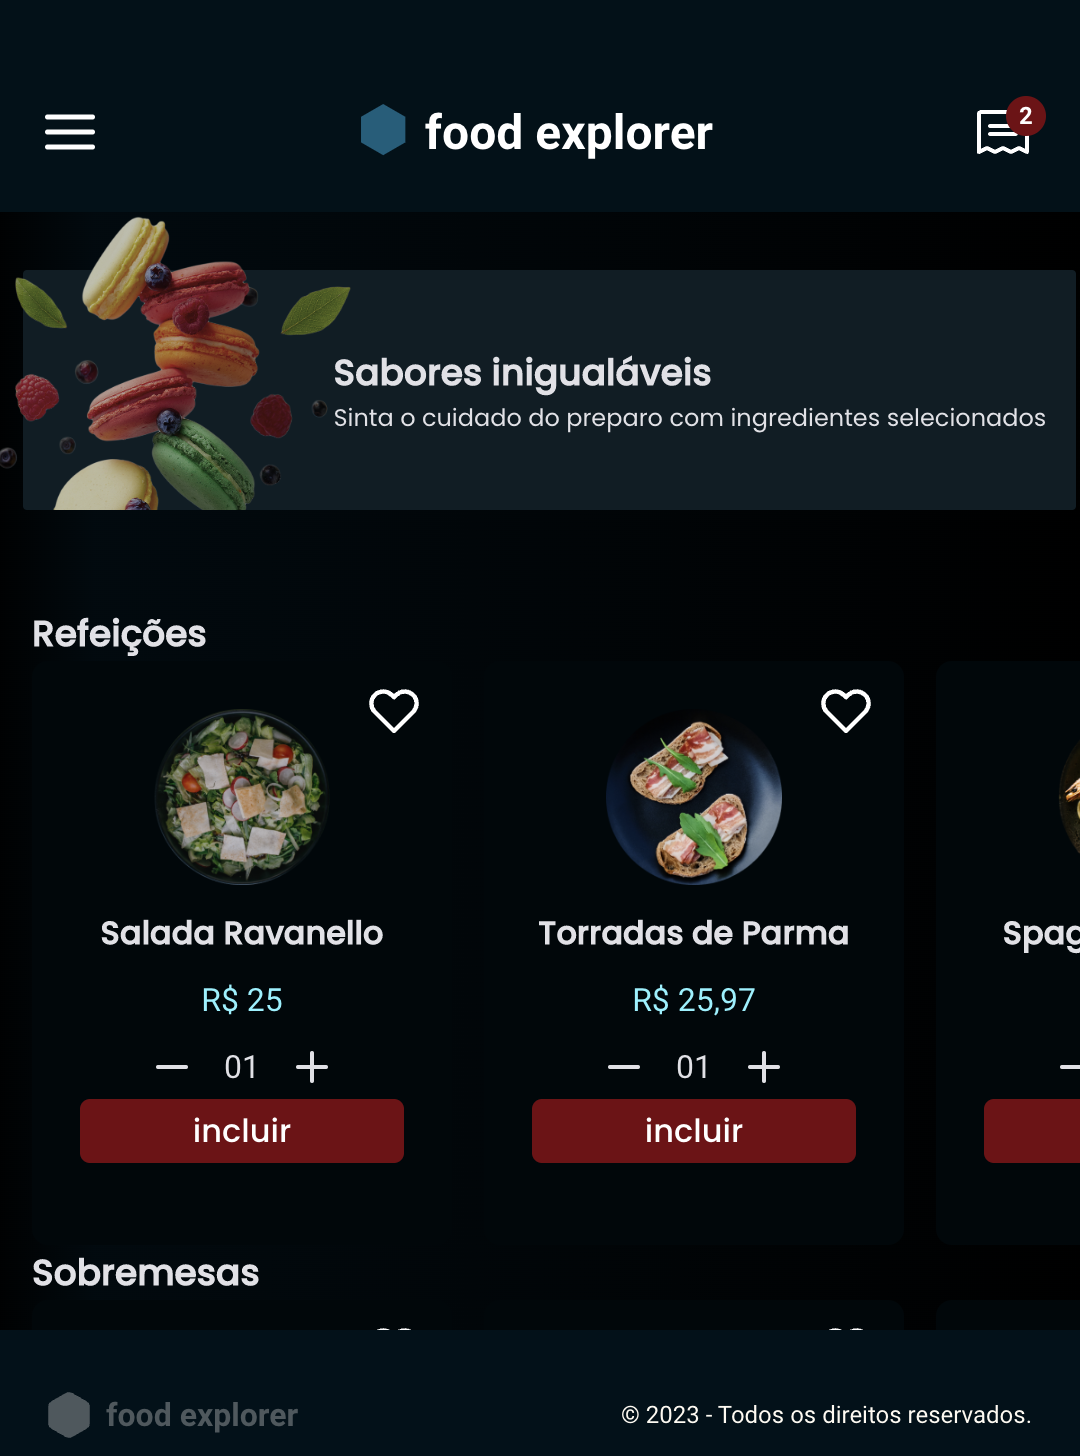 food explorer
2
Sabores inigualáveis
Sinta o cuidado do preparo com ingredientes selecionados
Refeições
Salada Ravanello
R$ 25
01
incluir
Torradas de Parma
R$ 25,97
01
incluir
Spag
Sobremesas
food explorer
© 2023 - Todos os direitos reservados.